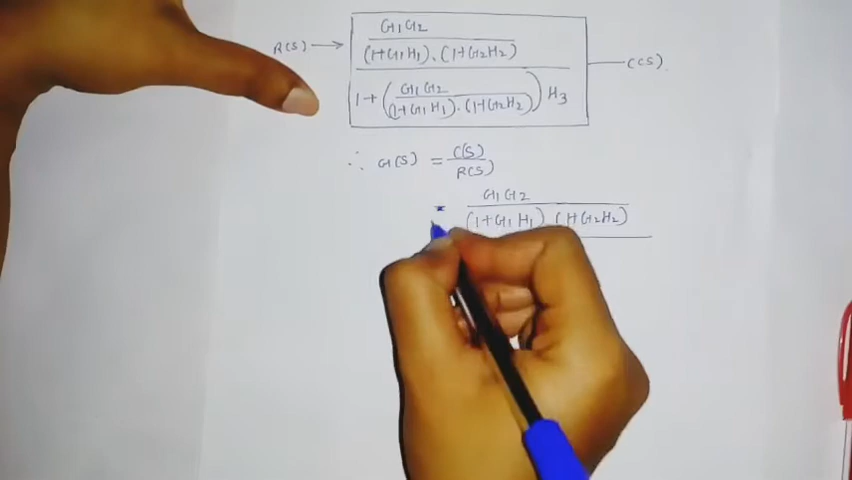 G1G2
R(S) → (1+G1H1).(1+G2H2) — C(S)
1+(G1G2/(1+G1H1).(1+G2H2))H3
∴ G(S) = C(S)/R(S)
= G1G2
(1+G1H1).(1+G2H2)